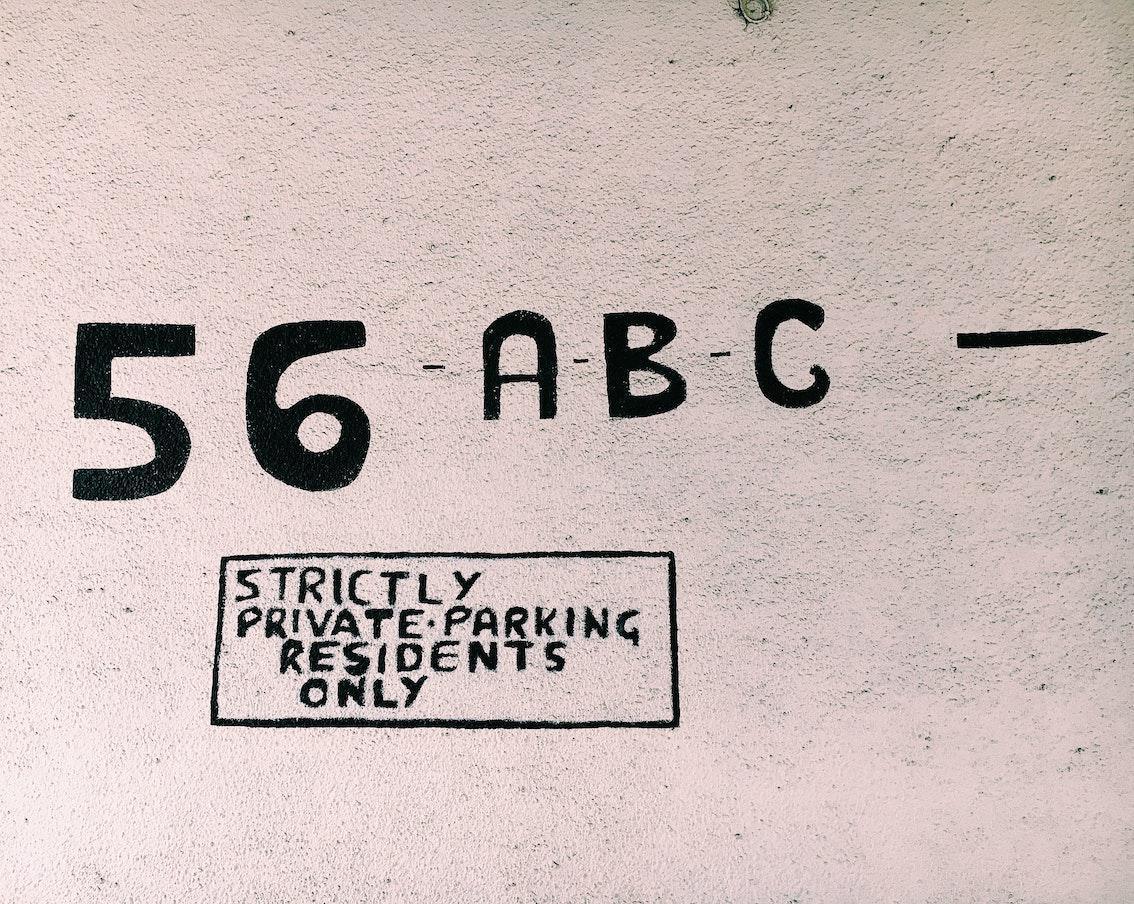 56-A-B-C
STRICTLY
PRIVATE·PARKING
RESIDENTS
ONLY